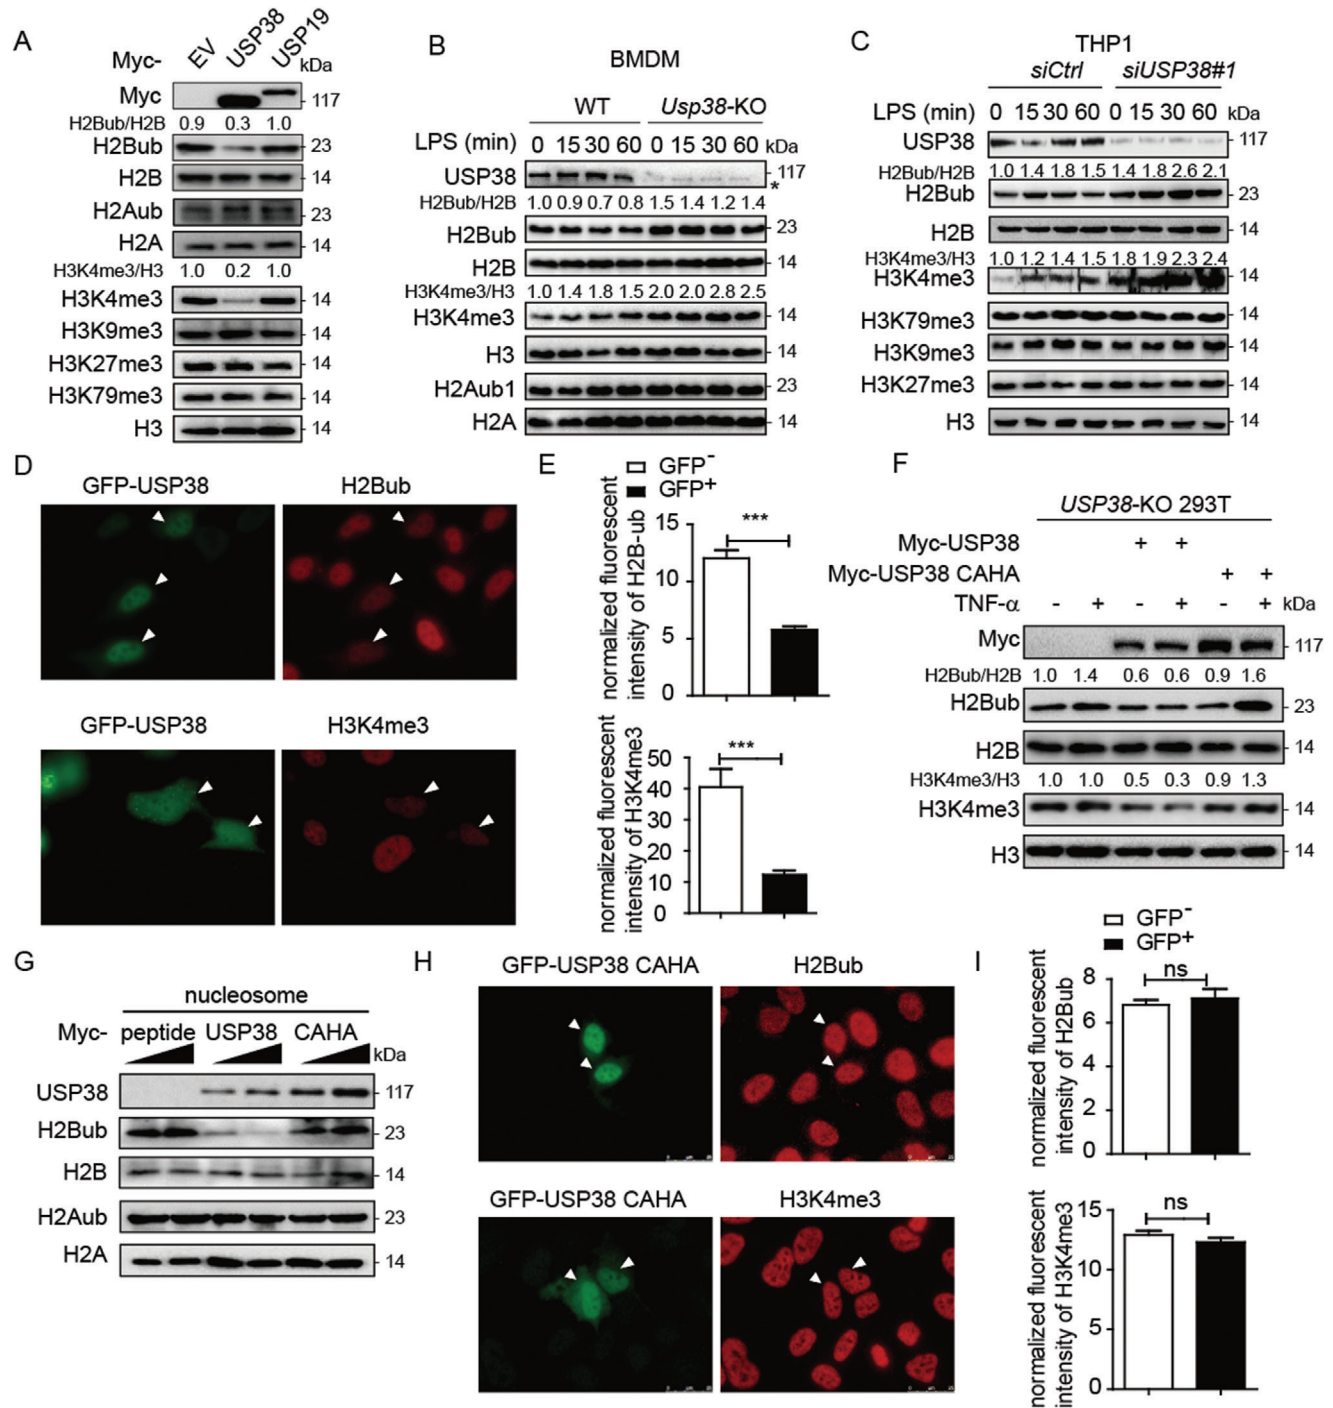 A
Myc- EV USP38 USP19 kDa
Myc 117
H2Bub/H2B 0.9 0.3 1.0
H2Bub 23
H2B 14
H2Aub 23
H2A 14
H3K4me3/H3 1.0 0.2 1.0
H3K4me3 14
H3K9me3 14
H3K27me3 14
H3K79me3 14
H3 14
B
BMDM
WT Usp38-KO
LPS (min) 0 15 30 60 0 15 30 60 kDa
USP38 117
*
H2Bub/H2B 1.0 0.9 0.7 0.8 1.5 1.4 1.2 1.4
H2Bub 23
H2B 14
H3K4me3/H3 1.0 1.4 1.8 1.5 2.0 2.0 2.8 2.5
H3K4me3 14
H3 14
H2Aub1 23
H2A 14
C
THP1
siCtrl siUSP38#1
LPS (min) 0 15 30 60 0 15 30 60 kDa
USP38 117
H2Bub/H2B 1.0 1.4 1.8 1.5 1.4 1.8 2.6 2.1
H2Bub 23
H2B 14
H3K4me3/H3 1.0 1.2 1.4 1.5 1.8 1.9 2.3 2.4
H3K4me3 14
H3K79me3 14
H3K9me3 14
H3K27me3 14
H3 14
D
GFP-USP38 H2Bub
GFP-USP38 H3K4me3
E
GFP-
GFP+
normalized fluorescent
intensity of H2B-ub
15
10
5
0
***
normalized fluorescent
intensity of H3K4me3
50
40
30
20
10
0
***
F
USP38-KO 293T
Myc-USP38 + +
Myc-USP38 CAHA + +
TNF-α - + - + - + kDa
Myc 117
H2Bub/H2B 1.0 1.4 0.6 0.6 0.9 1.6
H2Bub 23
H2B 14
H3K4me3/H3 1.0 1.0 0.5 0.3 0.9 1.3
H3K4me3 14
H3 14
G
nucleosome
Myc- peptide USP38 CAHA
kDa
USP38 117
H2Bub 23
H2B 14
H2Aub 23
H2A 14
H
GFP-USP38 CAHA H2Bub
GFP-USP38 CAHA H3K4me3
I
GFP-
GFP+
normalized fluorescent
intensity of H2Bub
8
6
4
2
0
ns
normalized fluorescent
intensity of H3K4me3
15
10
5
0
ns